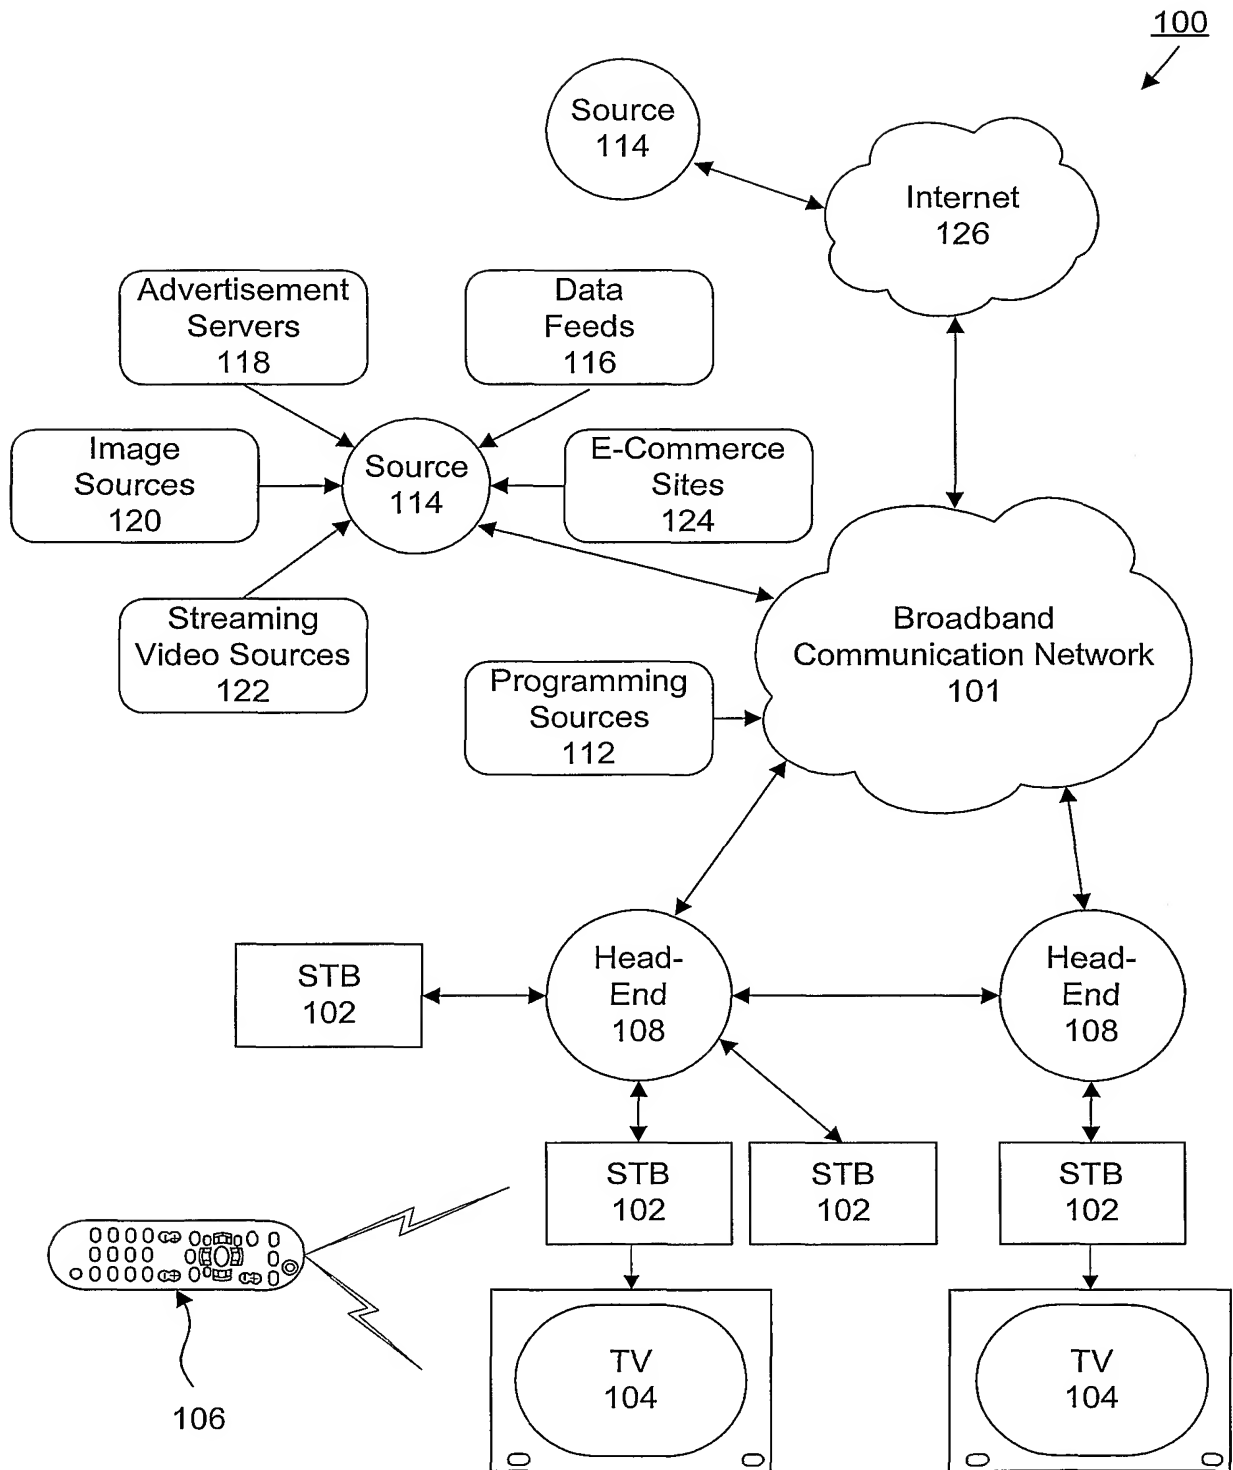 100
Source
114
Internet
126
Advertisement
Servers
118
Data
Feeds
116
Image
Sources
120
Source
114
E-Commerce
Sites
124
Streaming
Video Sources
122
Broadband
Communication Network
101
Programming
Sources
112
STB
102
Head-
End
108
Head-
End
108
STB
102
STB
102
STB
102
106
TV
104
TV
104